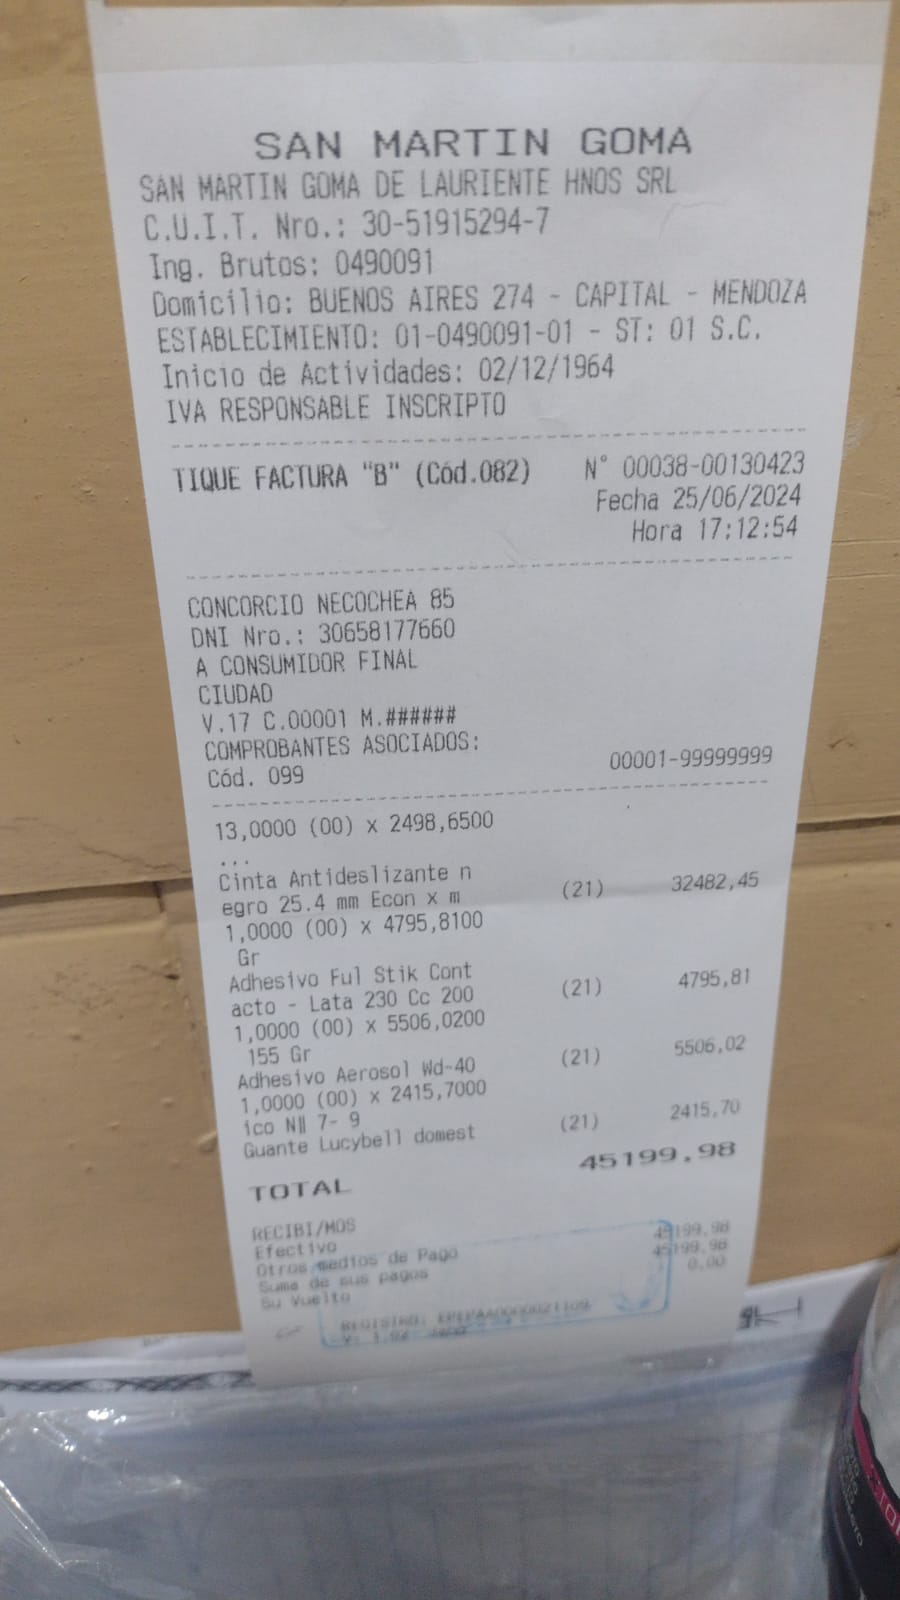 SAN MARTIN GOMA
SAN MARTIN GOMA DE LAURIENTE HNOS SRL
C.U.I.T. Nro.: 30-51915294-7
Ing. Brutos: 0490091
Domicilio: BUENOS AIRES 274 - CAPITAL - MENDOZA
ESTABLECIMIENTO: 01-0490091-01 - ST: 01 S.C.
Inicio de Actividades: 02/12/1964
IVA RESPONSABLE INSCRIPTO
TIQUE FACTURA "B" (Cód.082) N° 00038-00130423
Fecha 25/06/2024
Hora 17:12:54
CONCORCIO NECOCHEA 85
DNI Nro.: 30658177660
A CONSUMIDOR FINAL
CIUDAD
V.17 C.00001 M.######
COMPROBANTES ASOCIADOS:
Cód. 099 00001-99999999
13,0000 (00) x 2498,6500
...
Cinta Antideslizante n
egro 25.4 mm Econ x m (21) 32482,45
1,0000 (00) x 4795,8100
Gr
Adhesivo Ful Stik Cont
acto - Lata 230 Cc 200 (21) 4795,81
1,0000 (00) x 5506,0200
155 Gr
Adhesivo Aerosol Wd-40 (21) 5506,02
1,0000 (00) x 2415,7000
ico N‖ 7- 9
Guante Lucybell domest (21) 2415,70
TOTAL 45199,98
RECIBI/MOS
Efectivo
Otros medios de Pago 45199,98
Suma de sus pagos 45199,98
Su Vuelto 0,00
REGISTRO: